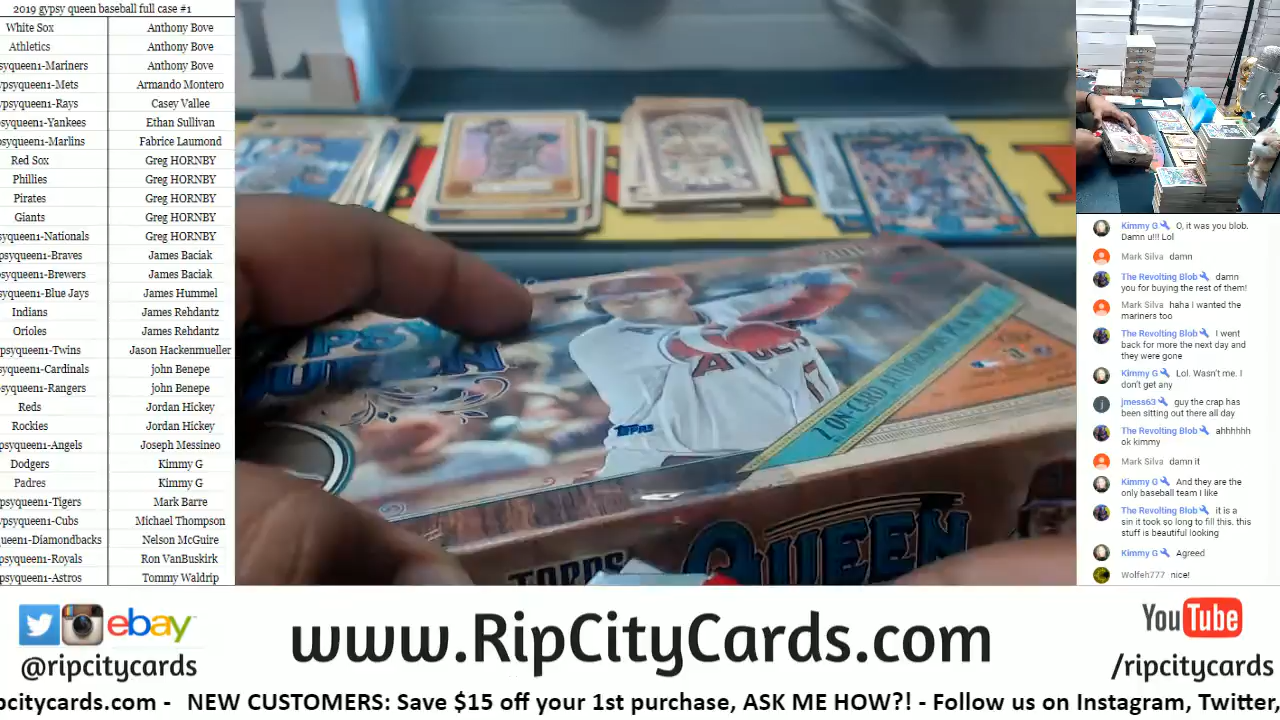 2019 gypsy queen baseball full case #1
White Sox Anthony Bove
Athletics Anthony Bove
psyqueen1-Mariners Anthony Bove
ypsyqueen1-Mets Armando Montero
ypsyqueen1-Rays Casey Vallee
psyqueen1-Yankees Ethan Sullivan
psyqueen1-Marlins Fabrice Laumond
Red Sox Greg HORNBY
Phillies Greg HORNBY
Pirates Greg HORNBY
Giants Greg HORNBY
syqueen1-Nationals Greg HORNBY
psyqueen1-Braves James Baciak
psyqueen1-Brewers James Baciak
syqueen1-Blue Jays James Hummel
Indians James Rehdantz
Orioles James Rehdantz
psyqueen1-Twins Jason Hackenmueller
syqueen1-Cardinals john Benepe
psyqueen1-Rangers john Benepe
Reds Jordan Hickey
Rockies Jordan Hickey
psyqueen1-Angels Joseph Messineo
Dodgers Kimmy G
Padres Kimmy G
psyqueen1-Tigers Mark Barre
psyqueen1-Cubs Michael Thompson
ueen1-Diamondbacks Nelson McGuire
psyqueen1-Royals Ron VanBuskirk
psyqueen1-Astros Tommy Waldrip
TOPPS
QUEEN
Kimmy G O, it was you blob.
Damn u!!! Lol
Mark Silva damn
The Revolting Blob damn
you for buying the rest of them!
Mark Silva haha I wanted the
mariners too
The Revolting Blob I went
back for more the next day and
they were gone
Kimmy G Lol. Wasn't me. I
don't get any
jmess63 guy the crap has
been sitting out there all day
The Revolting Blob ahhhhhh
ok kimmy
Mark Silva damn it
Kimmy G And they are the
only baseball team I like
The Revolting Blob it is a
sin it took so long to fill this. this
stuff is beautiful looking
Kimmy G Agreed
Wolfeh777 nice!
ebay
@ripcitycards
www.RipCityCards.com
YouTube
/ripcitycards
pcitycards.com - NEW CUSTOMERS: Save $15 off your 1st purchase, ASK ME HOW?! - Follow us on Instagram, Twitter,